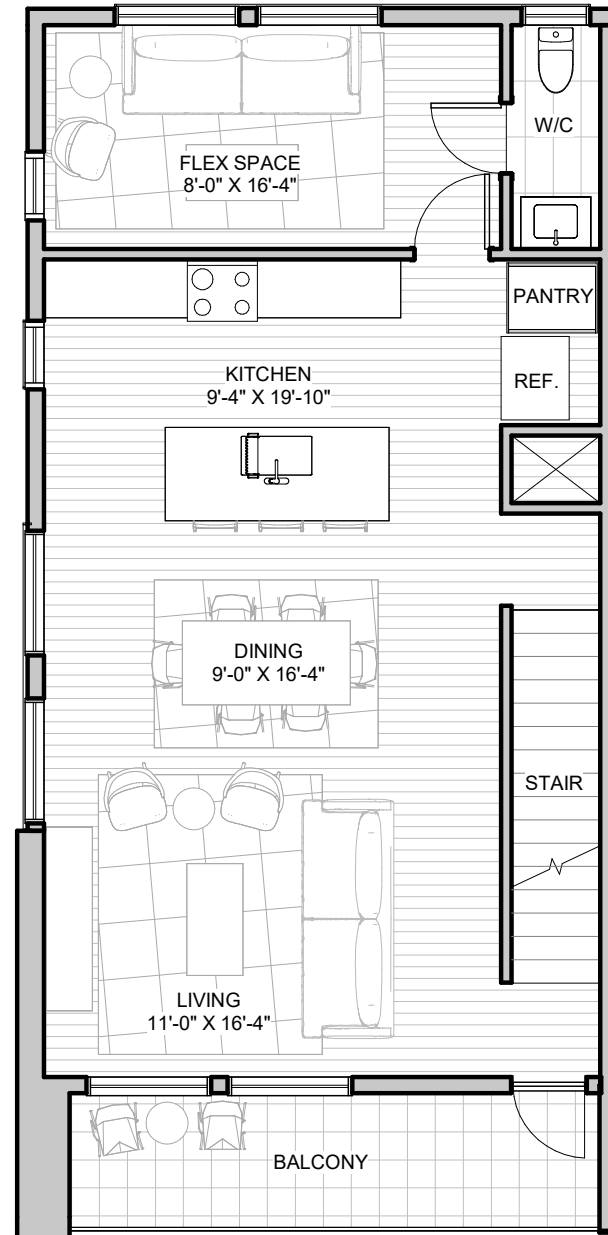 W/C
FLEX SPACE
8'-0" X 16'-4"
PANTRY
KITCHEN
9'-4" X 19'-10"
REF.
DINING
9'-0" X 16'-4"
STAIR
LIVING
11'-0" X 16'-4"
BALCONY